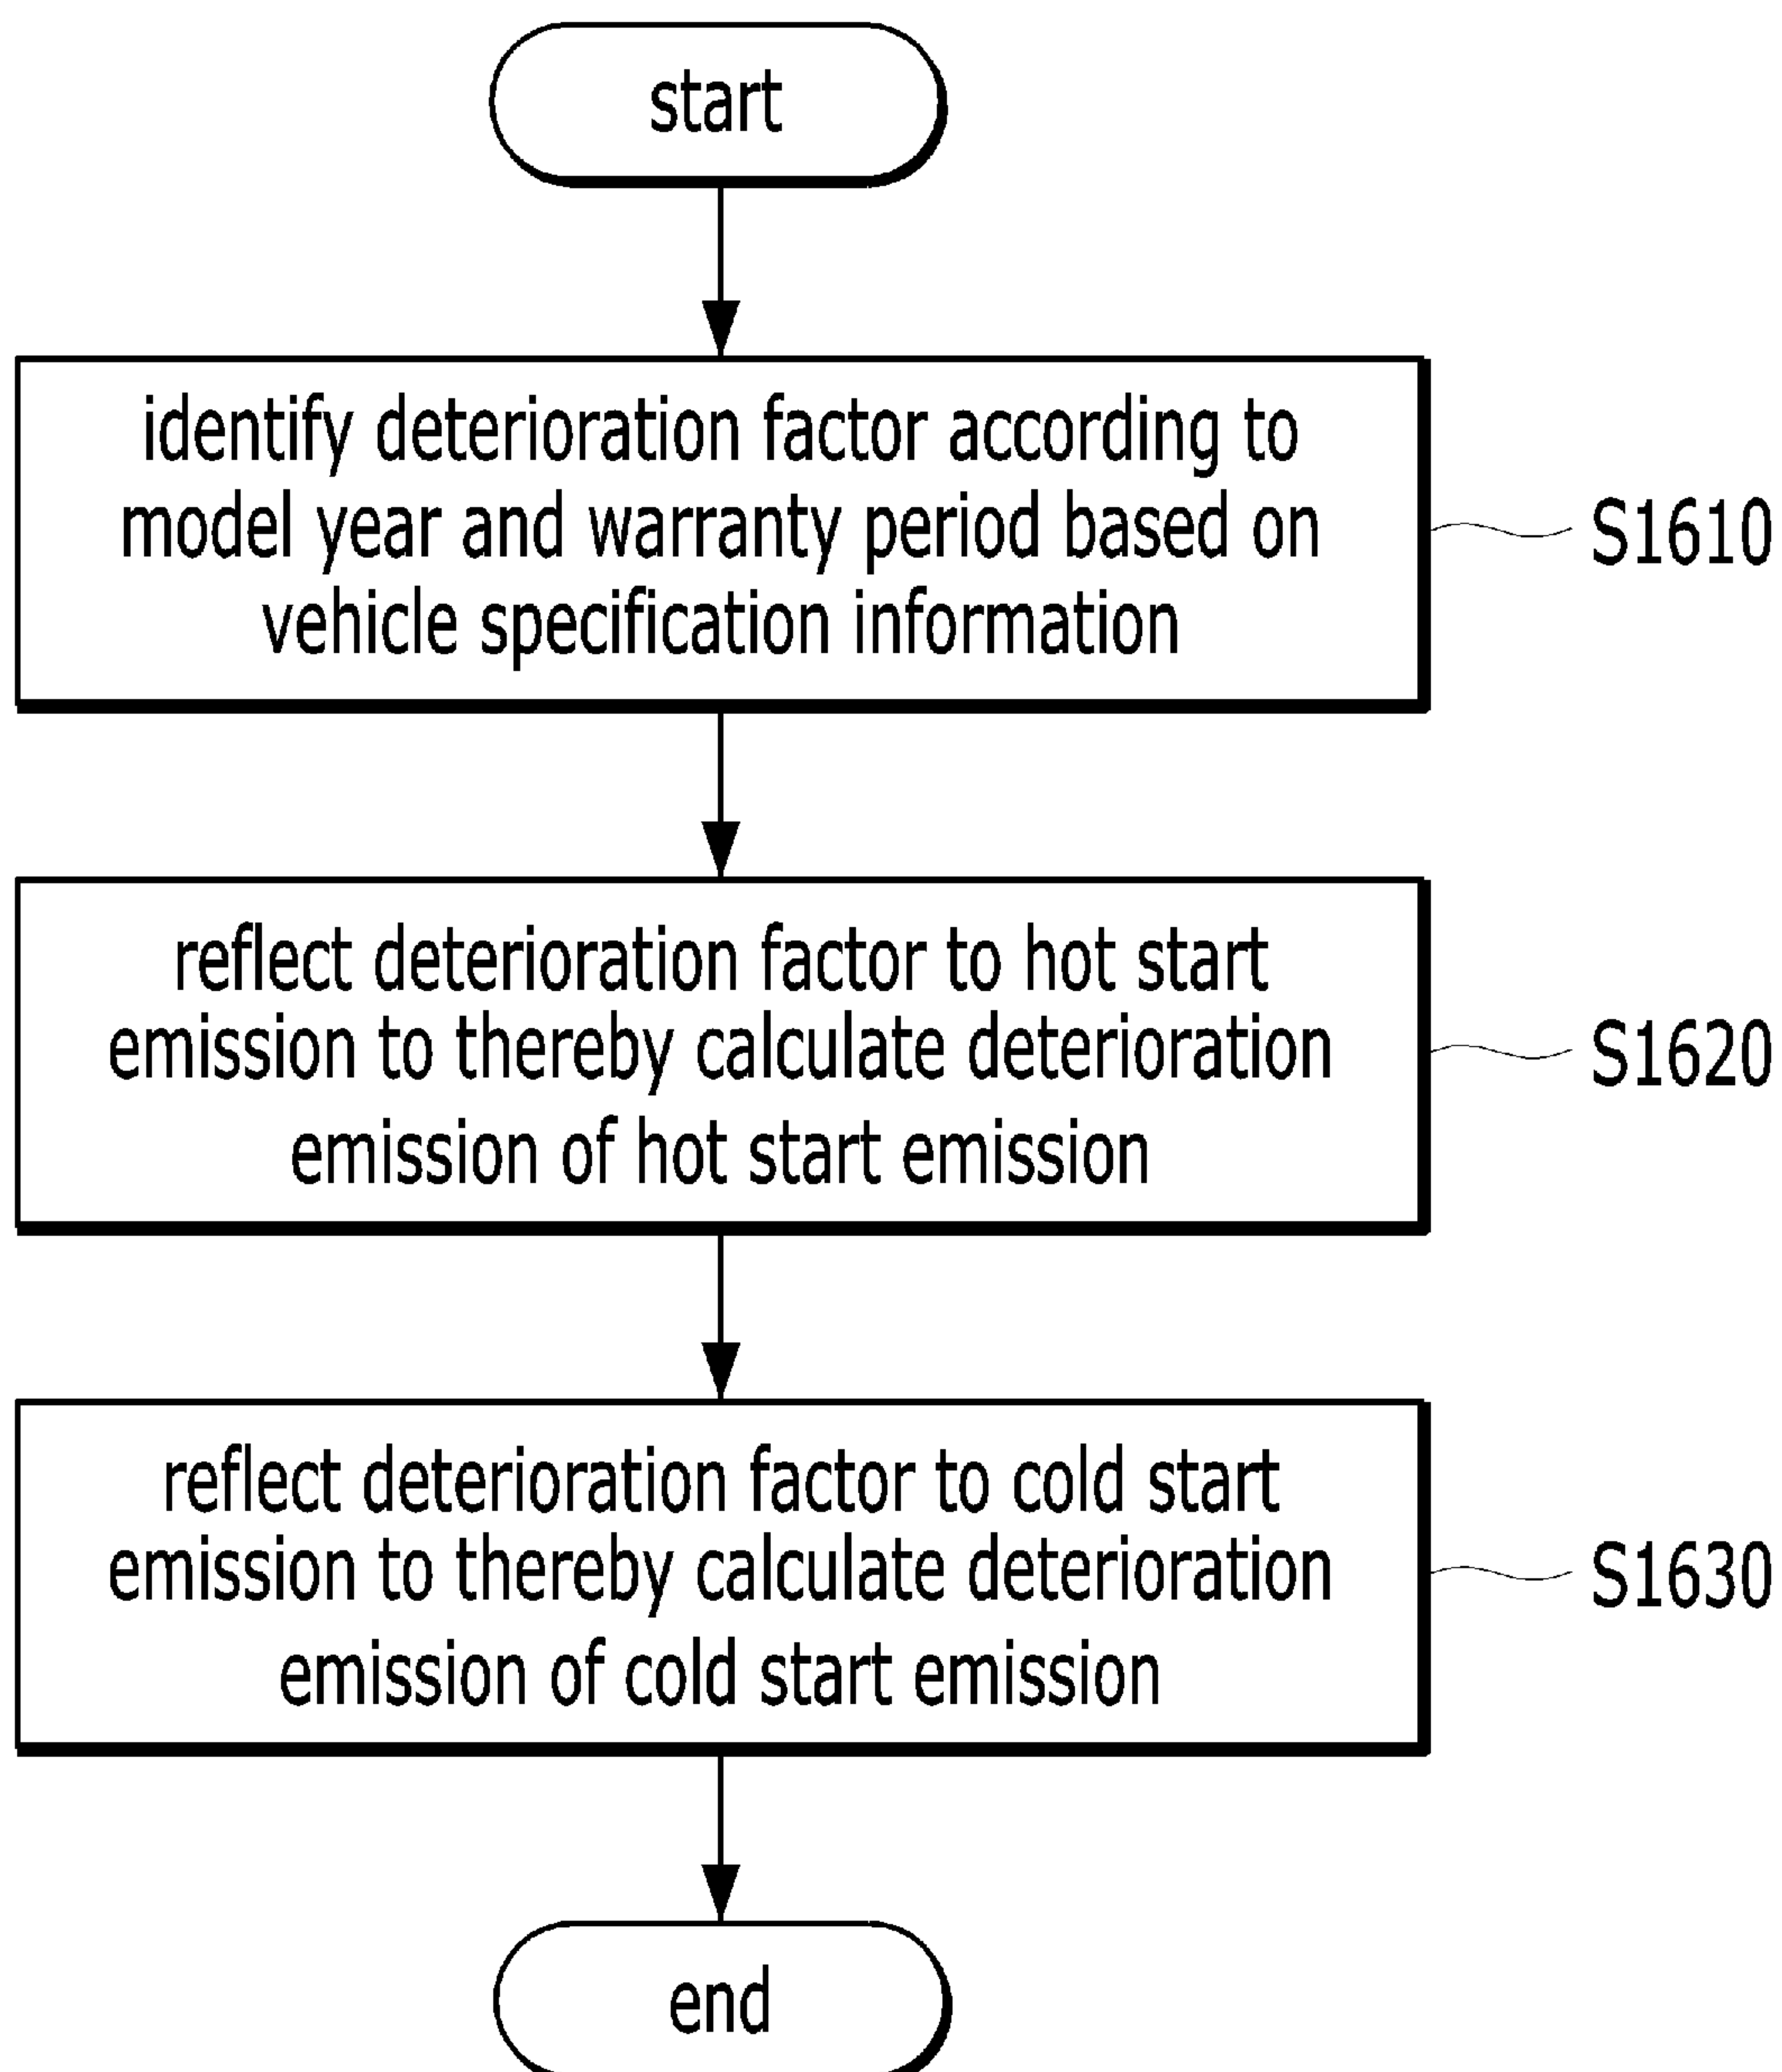 start
identify deterioration factor according to
model year and warranty period based on
vehicle specification information
S1610
reflect deterioration factor to hot start
emission to thereby calculate deterioration
emission of hot start emission
S1620
reflect deterioration factor to cold start
emission to thereby calculate deterioration
emission of cold start emission
S1630
end